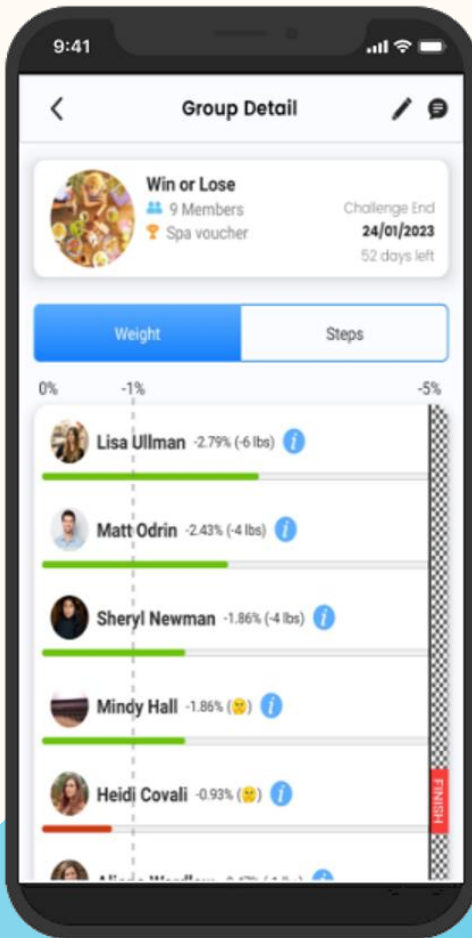 9:41
Group Detail
Win or Lose
9 Members
Spa voucher
Challenge End
24/01/2023
52 days left
Weight
Steps
0%
-1%
-5%
Lisa Ullman -2.79% (-6 lbs) i
Matt Odrin -2.43% (-4 lbs) i
Sheryl Newman -1.86% (-4 lbs) i
Mindy Hall -1.86% (🤫) i
Heidi Covali -0.93% (🤫) i
FINISH